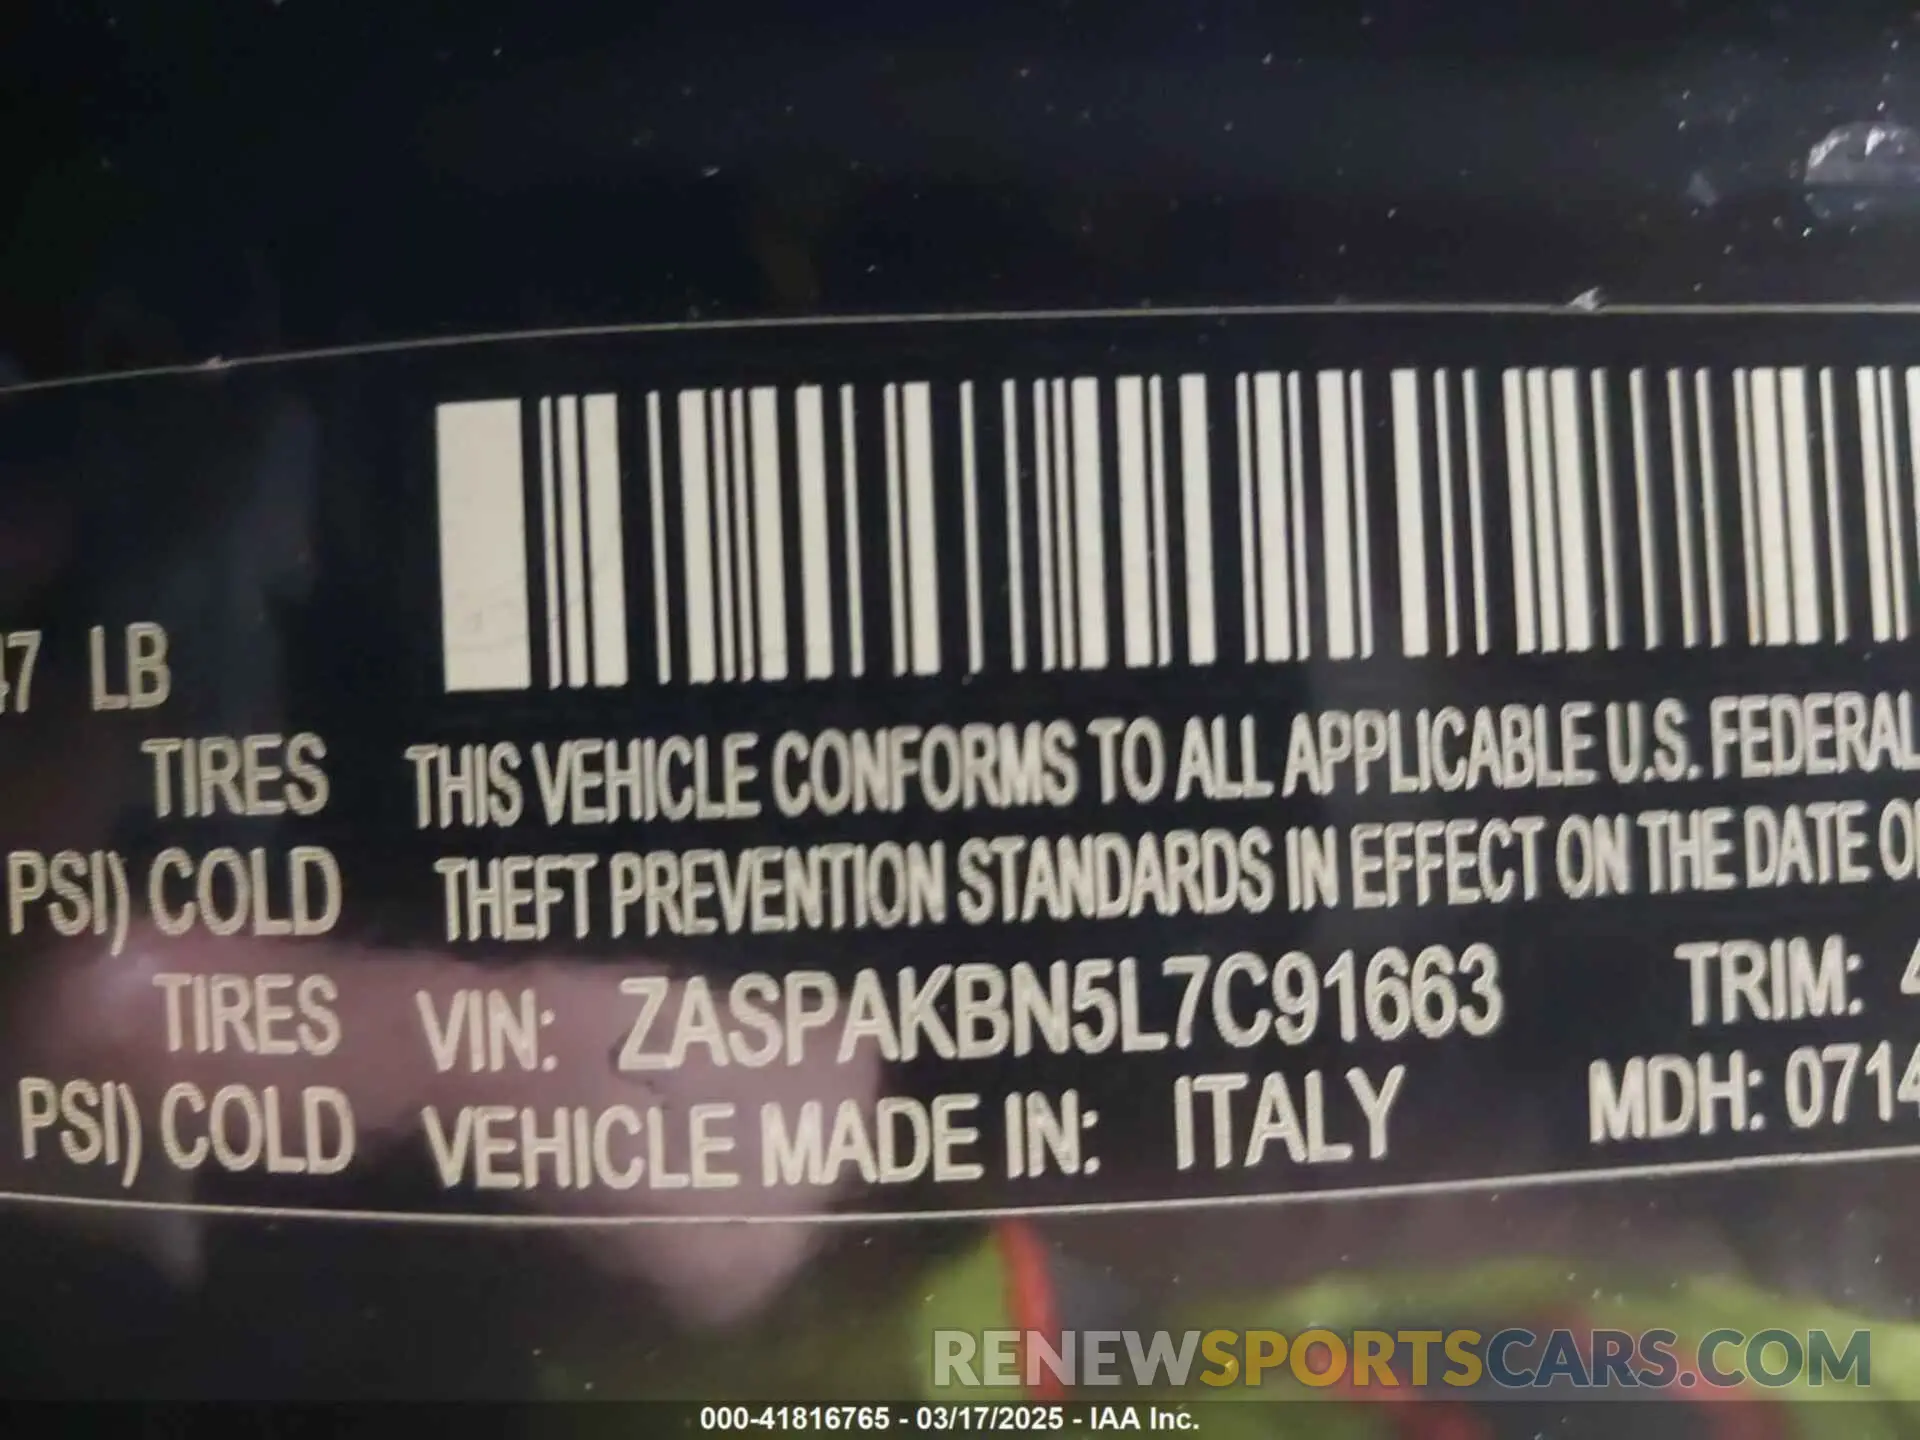 47 LB
TIRES
PSI) COLD
TIRES
PSI) COLD
THIS VEHICLE CONFORMS TO ALL APPLICABLE U.S. FEDERAL
THEFT PREVENTION STANDARDS IN EFFECT ON THE DATE
VIN: ZASPAKBN5L7C91663 TRIM: 4
VEHICLE MADE IN: ITALY MDH: 0714
RENEWSPORTSCARS.COM
000-41816765 - 03/17/2025 - IAA Inc.